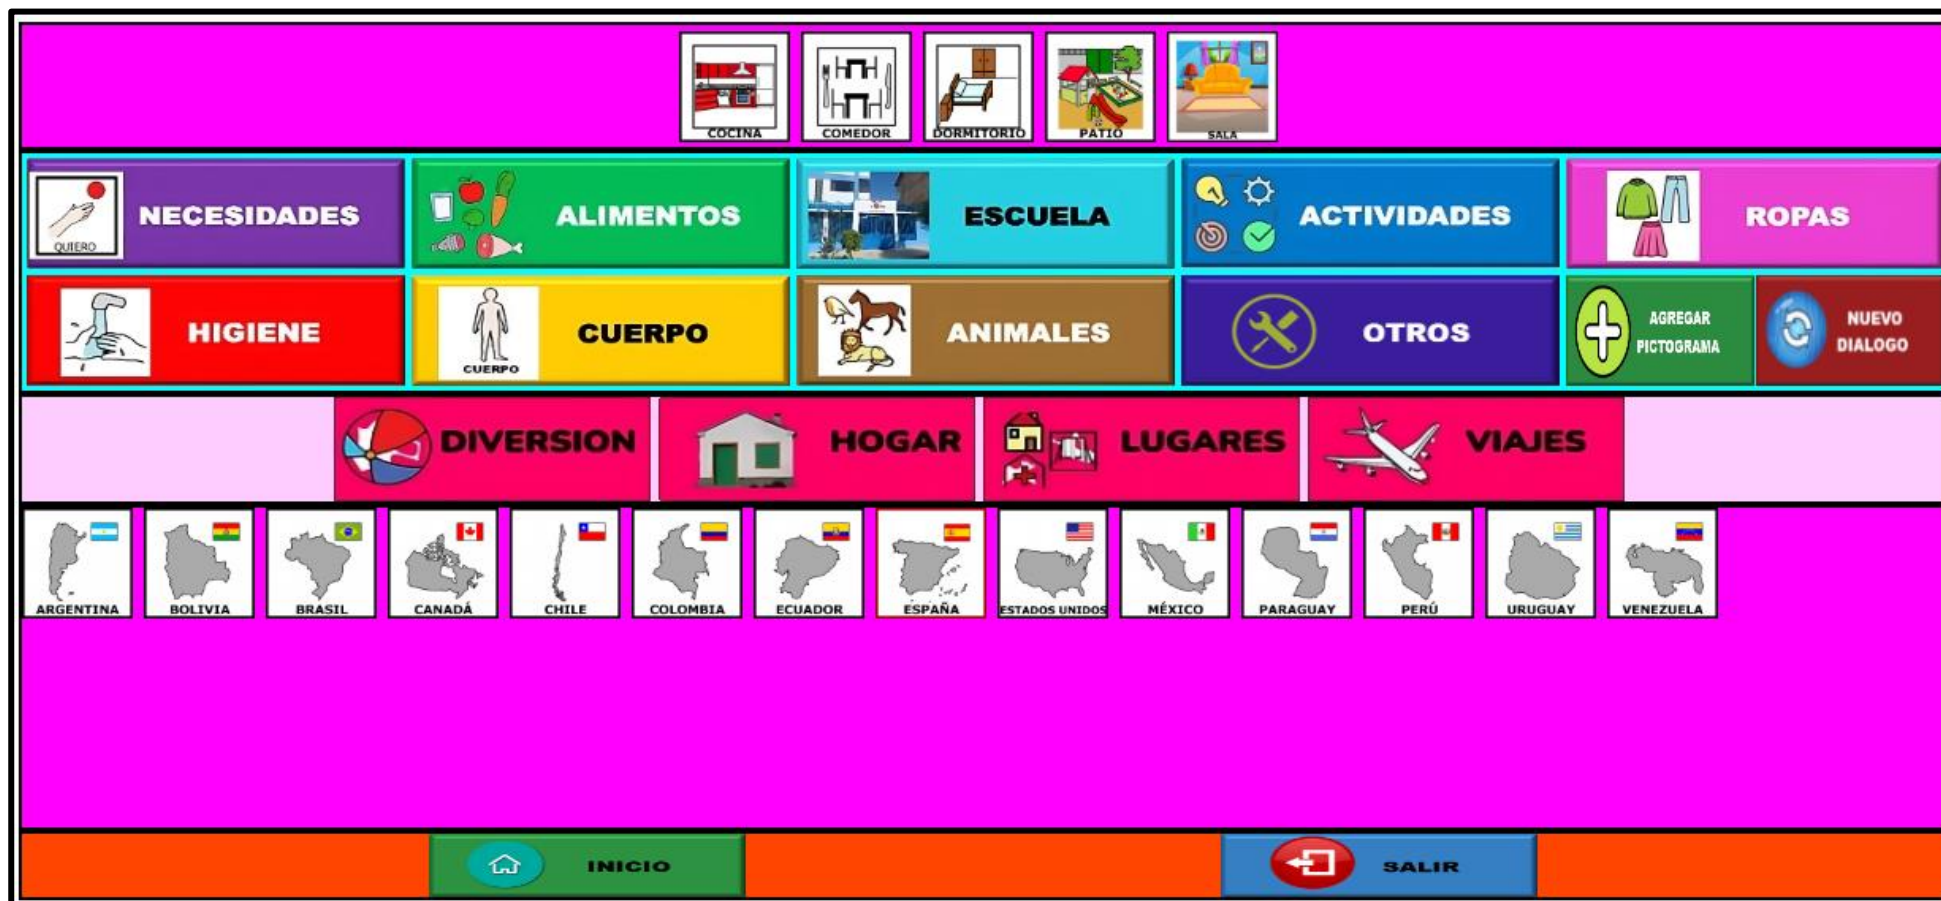 COCINA
COMEDOR
DORMITORIO
PATIO
SALA
QUIERO
NECESIDADES
ALIMENTOS
ESCUELA
ACTIVIDADES
ROPAS
HIGIENE
CUERPO
CUERPO
ANIMALES
OTROS
AGREGAR
PICTOGRAMA
NUEVO
DIALOGO
DIVERSION
HOGAR
LUGARES
VIAJES
ARGENTINA
BOLIVIA
BRASIL
CANADÁ
CHILE
COLOMBIA
ECUADOR
ESPAÑA
ESTADOS UNIDOS
MÉXICO
PARAGUAY
PERÚ
URUGUAY
VENEZUELA
INICIO
SALIR